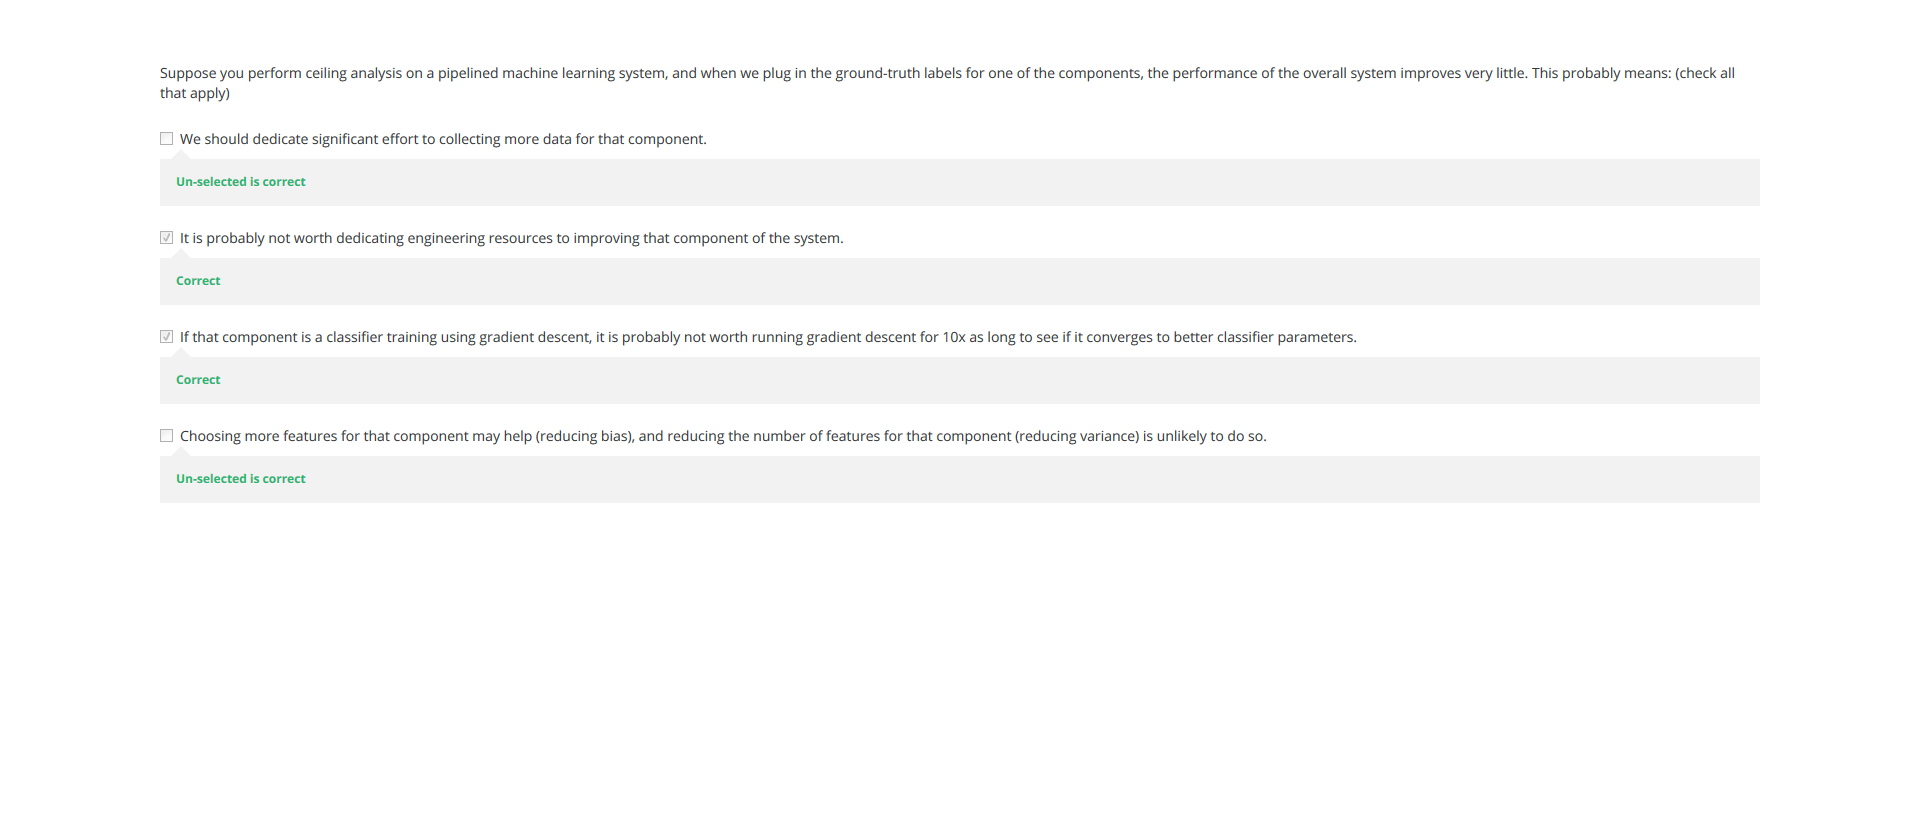 Suppose you perform ceiling analysis on a pipelined machine learning system, and when we plug in the ground-truth labels for one of the components, the performance of the overall system improves very little. This probably means: (check all
that apply)
We should dedicate significant effort to collecting more data for that component.
Un-selected is correct
It is probably not worth dedicating engineering resources to improving that component of the system.
Correct
If that component is a classifier training using gradient descent, it is probably not worth running gradient descent for 10x as long to see if it converges to better classifier parameters.
Correct
Choosing more features for that component may help (reducing bias), and reducing the number of features for that component (reducing variance) is unlikely to do so.
Un-selected is correct